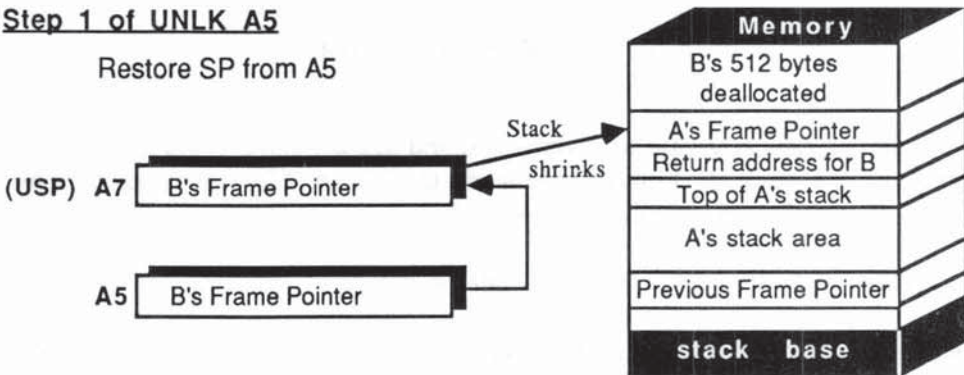 Step 1 of UNLK A5
Restore SP from A5
Stack
shrinks
(USP) A7
B's Frame Pointer
A5
B's Frame Pointer
Memory
B's 512 bytes
deallocated
A's Frame Pointer
Return address for B
Top of A's stack
A's stack area
Previous Frame Pointer
stack base